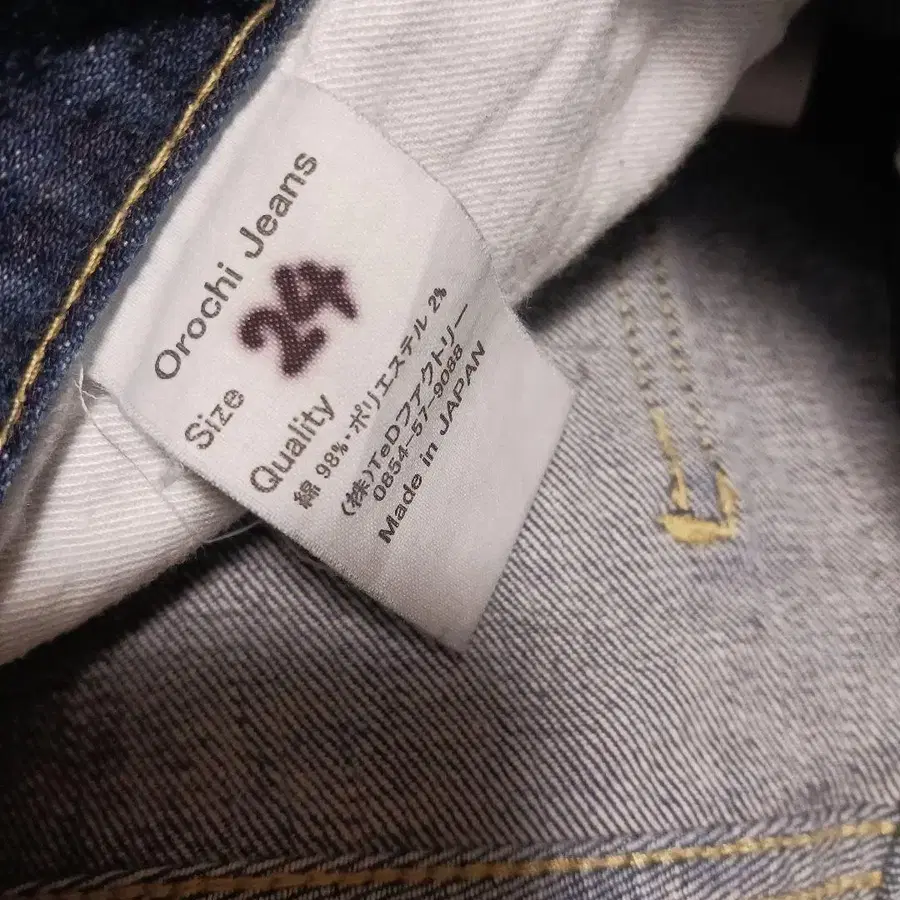 Orochi Jeans
Size 24
Quality
綿 98%・ポリエステル 2%
(株)TeDファクトリー
0854-57-9088
Made in JAPAN